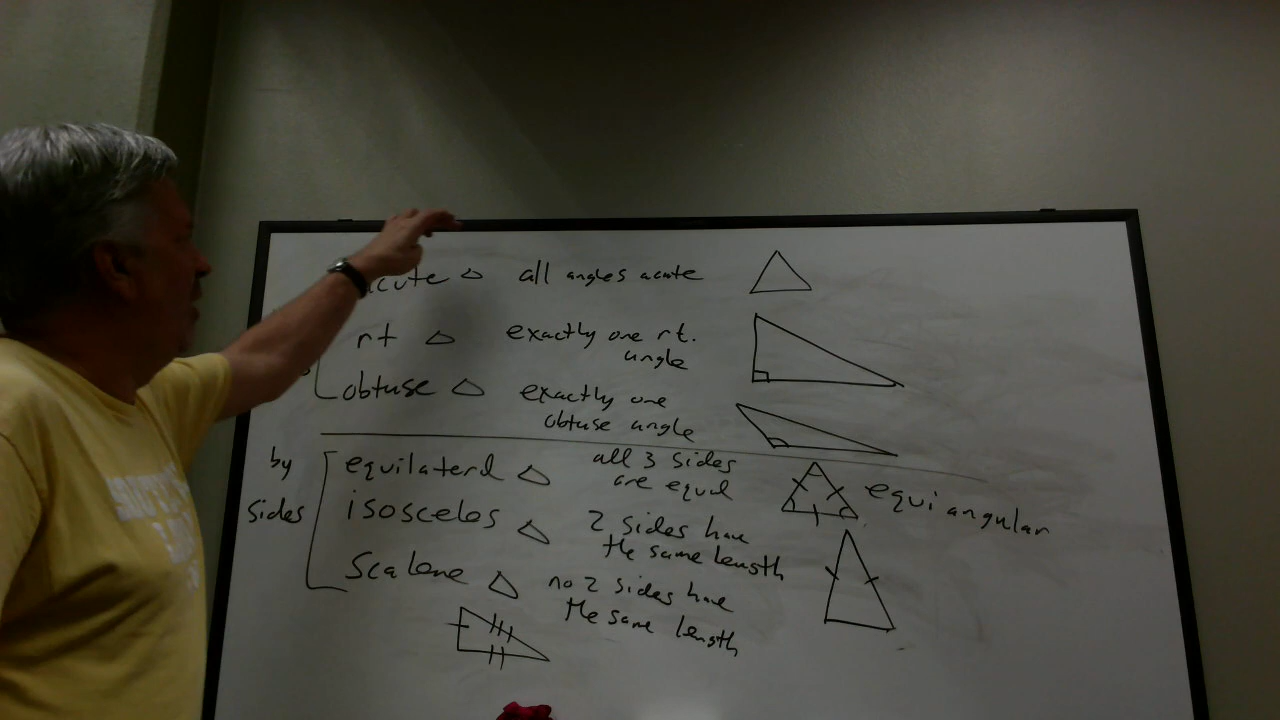 cute △ all angles acute
rt △ exactly one rt.
angle
obtuse △ exactly one
obtuse angle
by
sides
equilateral △ all 3 sides
are equal
equiangular
isosceles △ 2 sides have
the same length
Scalene △ no 2 sides have
the same length